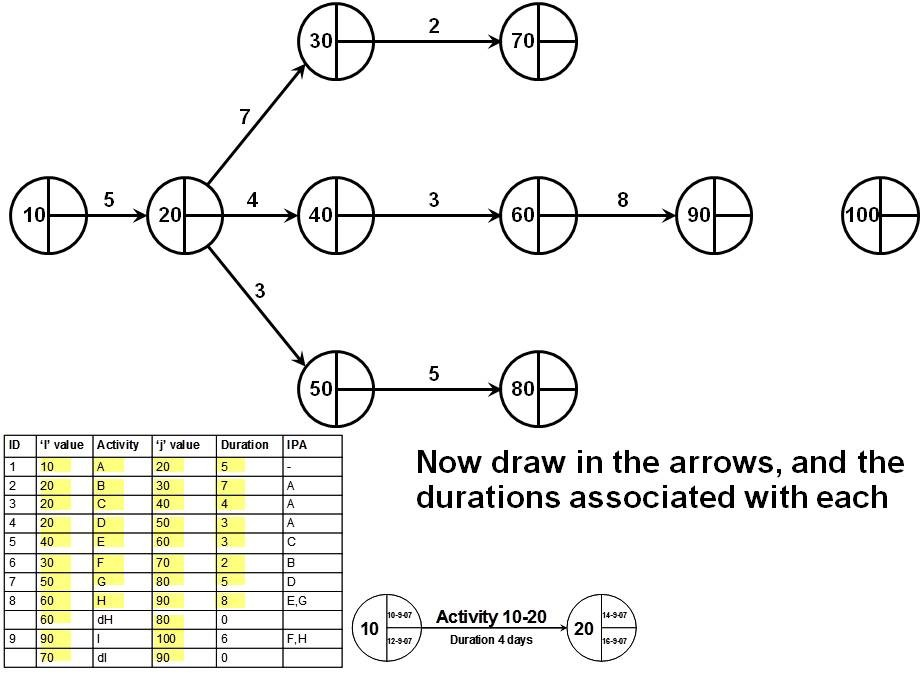 30 2 70
7
10 5 20 4 40 3 60 8 90 100
3
50 5 80
ID ‘I’ value Activity ‘j’ value Duration IPA
1 10 A 20 5 -
2 20 B 30 7 A
3 20 C 40 4 A
4 20 D 50 3 A
5 40 E 60 3 C
6 30 F 70 2 B
7 50 G 80 5 D
8 60 H 90 8 E,G
60 dH 80 0
9 90 I 100 6 F,H
70 dI 90 0
Now draw in the arrows, and the
durations associated with each
10 10-9-07 12-9-07
Activity 10-20
Duration 4 days
20 14-9-07 16-9-07